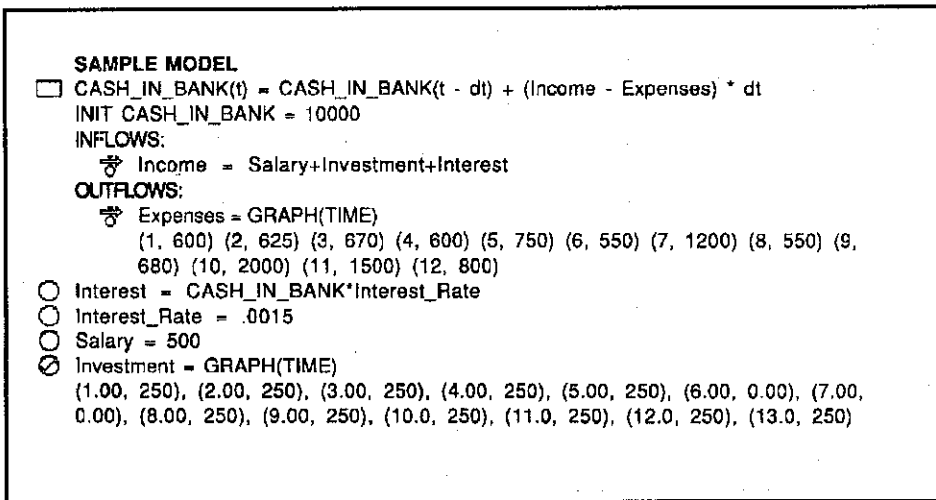 SAMPLE MODEL
CASH_IN_BANK(t) = CASH_IN_BANK(t - dt) + (Income - Expenses) * dt
INIT CASH_IN_BANK = 10000
INFLOWS:
Income = Salary+Investment+Interest
OUTFLOWS:
Expenses = GRAPH(TIME)
(1, 600) (2, 625) (3, 670) (4, 600) (5, 750) (6, 550) (7, 1200) (8, 550) (9,
680) (10, 2000) (11, 1500) (12, 800)
Interest = CASH_IN_BANK*Interest_Rate
Interest_Rate = .0015
Salary = 500
Investment = GRAPH(TIME)
(1.00, 250), (2.00, 250), (3.00, 250), (4.00, 250), (5.00, 250), (6.00, 0.00), (7.00,
0.00), (8.00, 250), (9.00, 250), (10.0, 250), (11.0, 250), (12.0, 250), (13.0, 250)